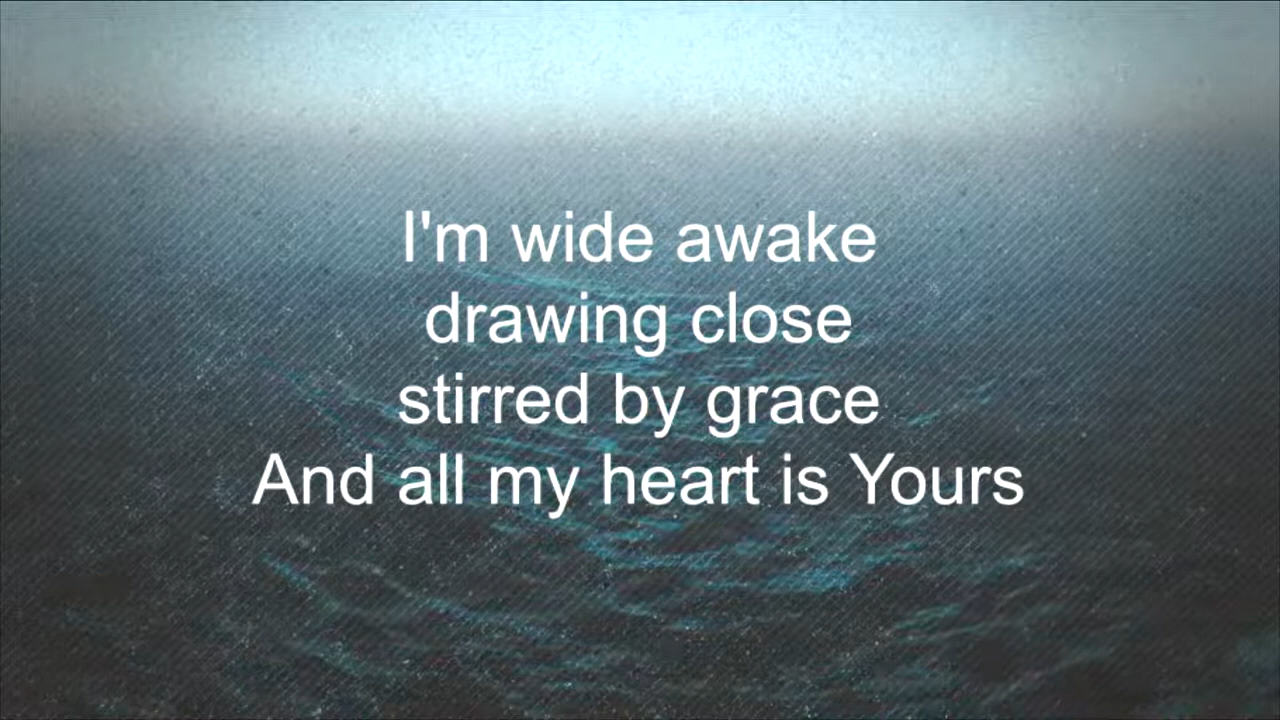 I'm wide awake
drawing close
stirred by grace
And all my heart is Yours